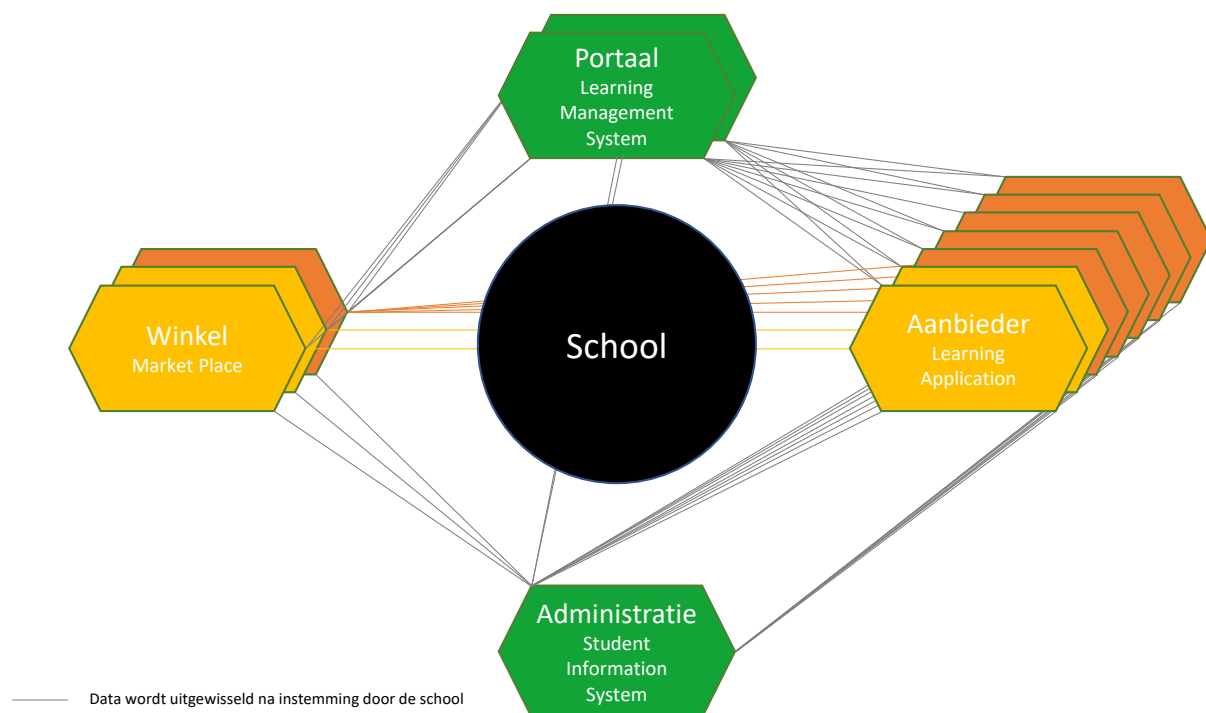 Portaal
Learning
Management
System
Winkel
Market Place
School
Aanbieder
Learning
Application
Administratie
Student
Information
System
Data wordt uitgewisseld na instemming door de school